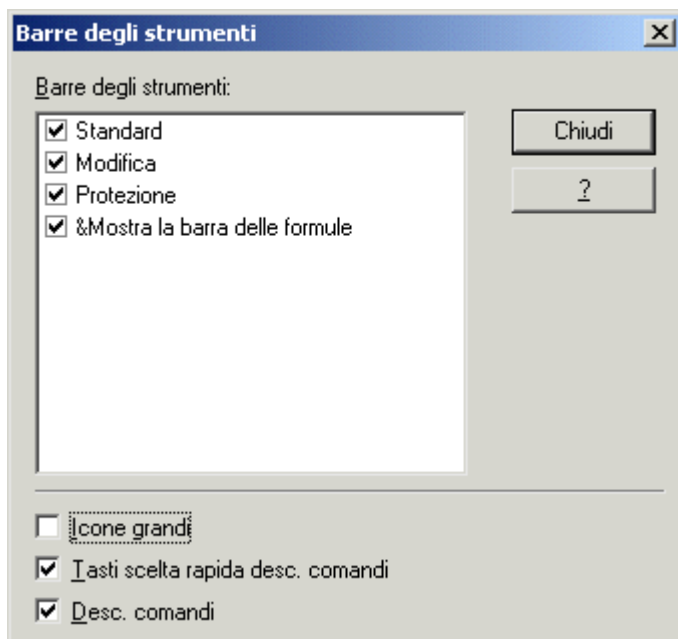 Barre degli strumenti
Barre degli strumenti:
Standard
Modifica
Protezione
&Mostra la barra delle formule
Chiudi
?
Icone grandi
Tasti scelta rapida desc. comandi
Desc. comandi